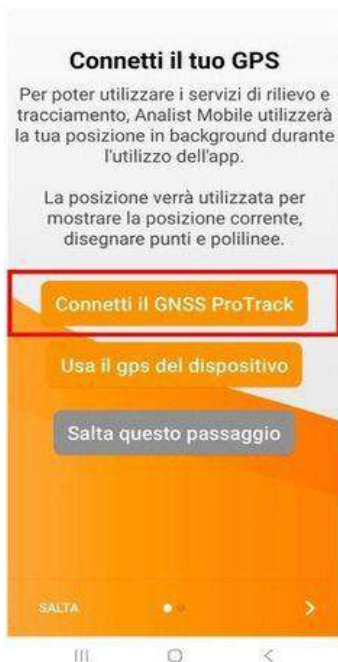 Connetti il tuo GPS
Per poter utilizzare i servizi di rilievo e
tracciamento, Analist Mobile utilizzerà
la tua posizione in background durante
l'utilizzo dell'app.
La posizione verrà utilizzata per
mostrare la posizione corrente,
disegnare punti e polilinee.
Connetti il GNSS ProTrack
Usa il gps del dispositivo
Salta questo passaggio
SALTA